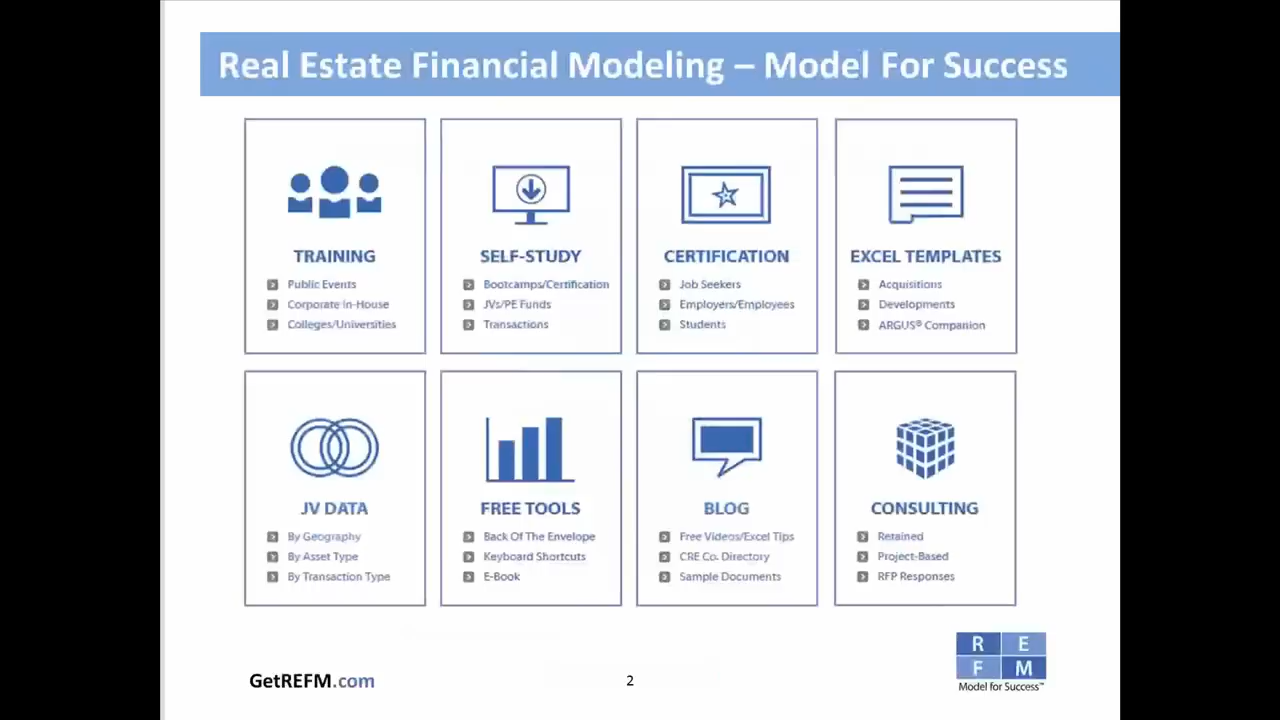 Real Estate Financial Modeling – Model For Success
TRAINING
Public Events
Corporate In-House
Colleges/Universities
SELF-STUDY
Bootcamps/Certification
JVs/PE Funds
Transactions
CERTIFICATION
Job Seekers
Employers/Employees
Students
EXCEL TEMPLATES
Acquisitions
Developments
ARGUS® Companion
JV DATA
By Geography
By Asset Type
By Transaction Type
FREE TOOLS
Back Of The Envelope
Keyboard Shortcuts
E-Book
BLOG
Free Videos/Excel Tips
CRE Co. Directory
Sample Documents
CONSULTING
Retained
Project-Based
RFP Responses
GetREFM.com
2
R E
F M
Model for Success™